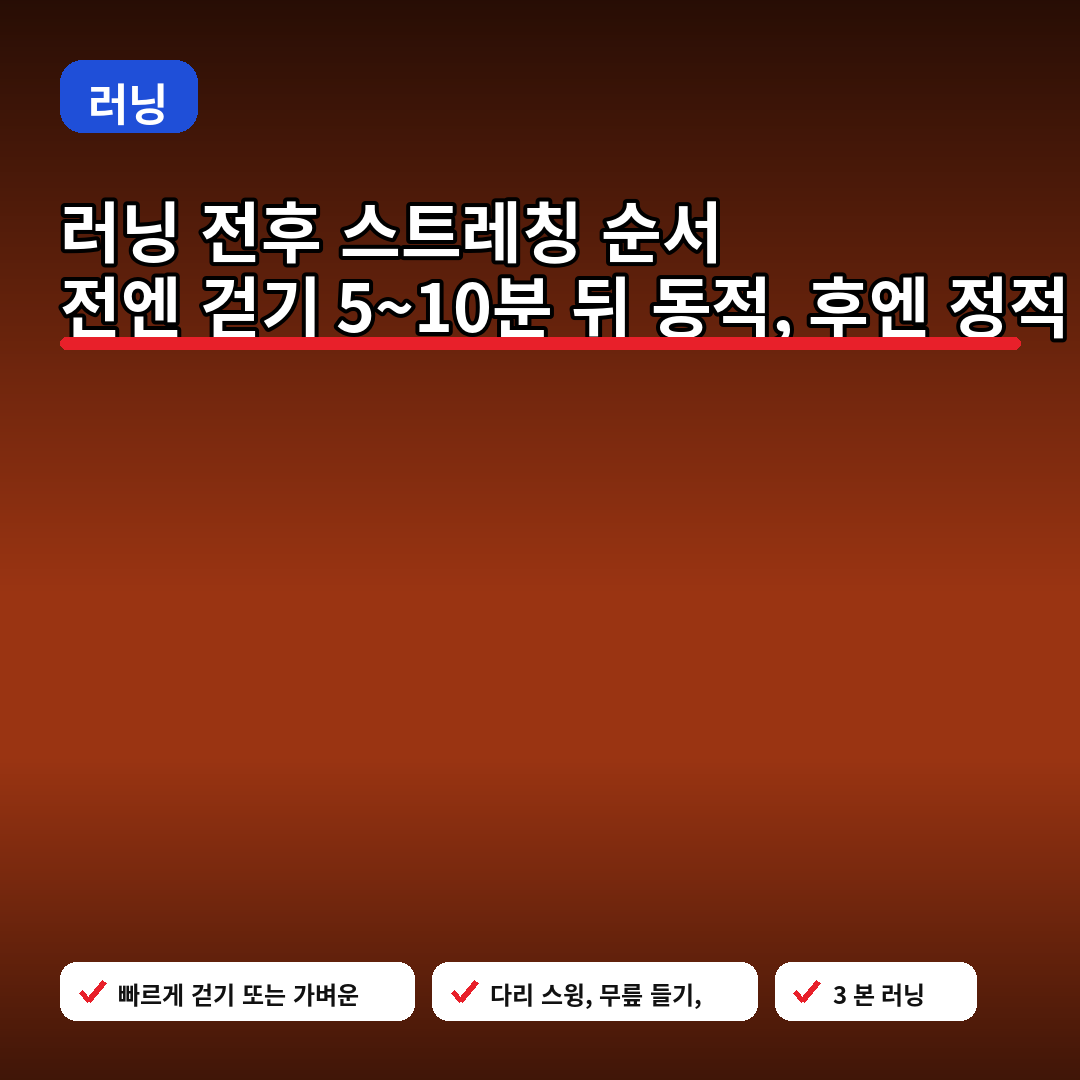 러닝
러닝 전후 스트레칭 순서
전엔 걷기 5~10분 뒤 동적, 후엔 정적
빠르게 걷기 또는 가벼운
다리 스윙, 무릎 들기,
3 본 러닝